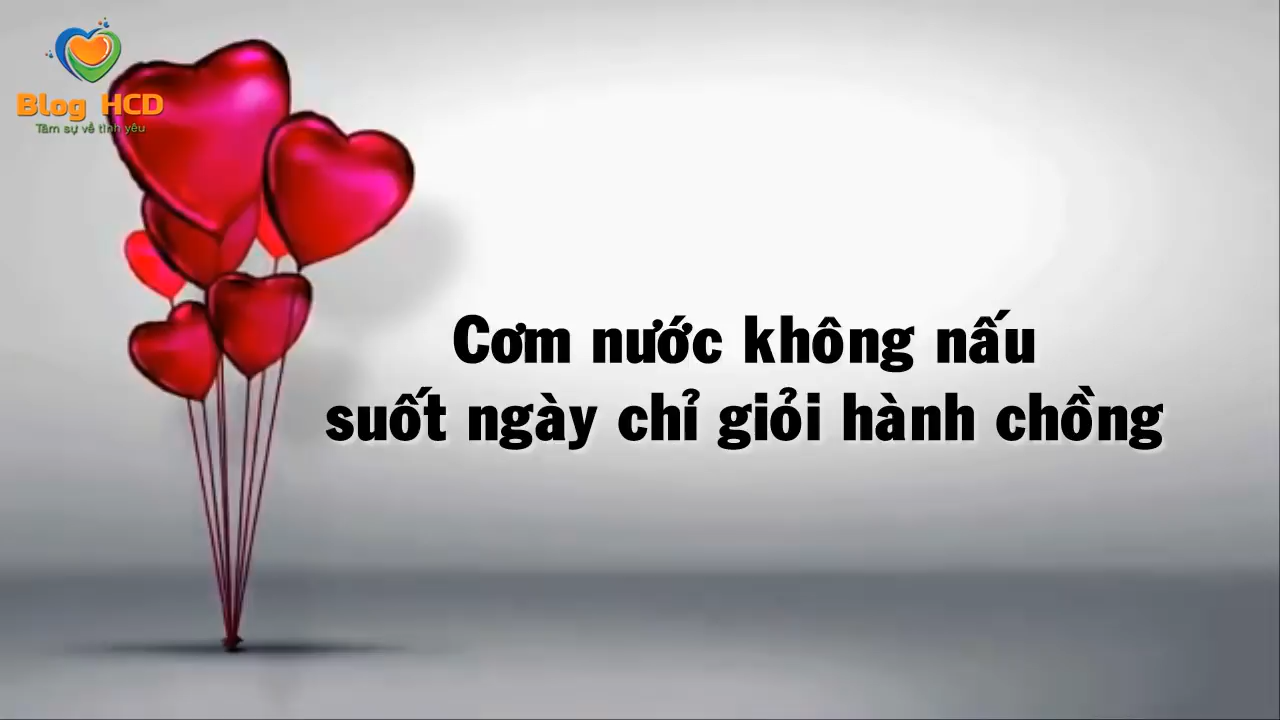 Blog HCD
Tâm sự về tình yêu
Cơm nước không nấu
suốt ngày chỉ giỏi hành chồng